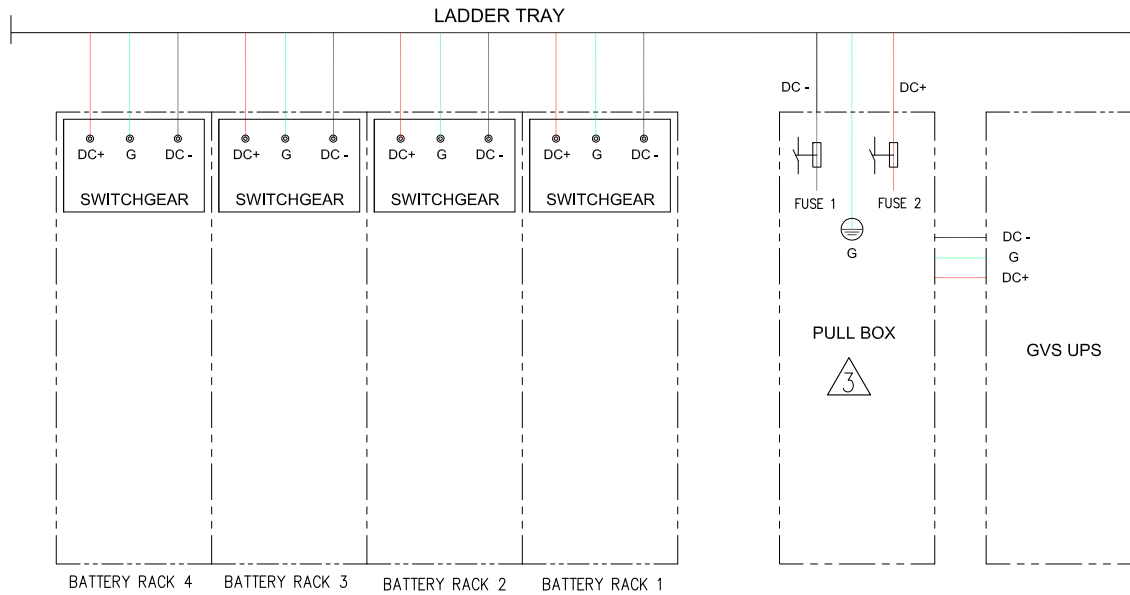 LADDER TRAY
DC - DC+
DC+ G DC - DC+ G DC - DC+ G DC - DC+ G DC -
SWITCHGEAR SWITCHGEAR SWITCHGEAR SWITCHGEAR
FUSE 1 FUSE 2
G
DC -
G
DC+
PULL BOX
3
GVS UPS
BATTERY RACK 4 BATTERY RACK 3 BATTERY RACK 2 BATTERY RACK 1